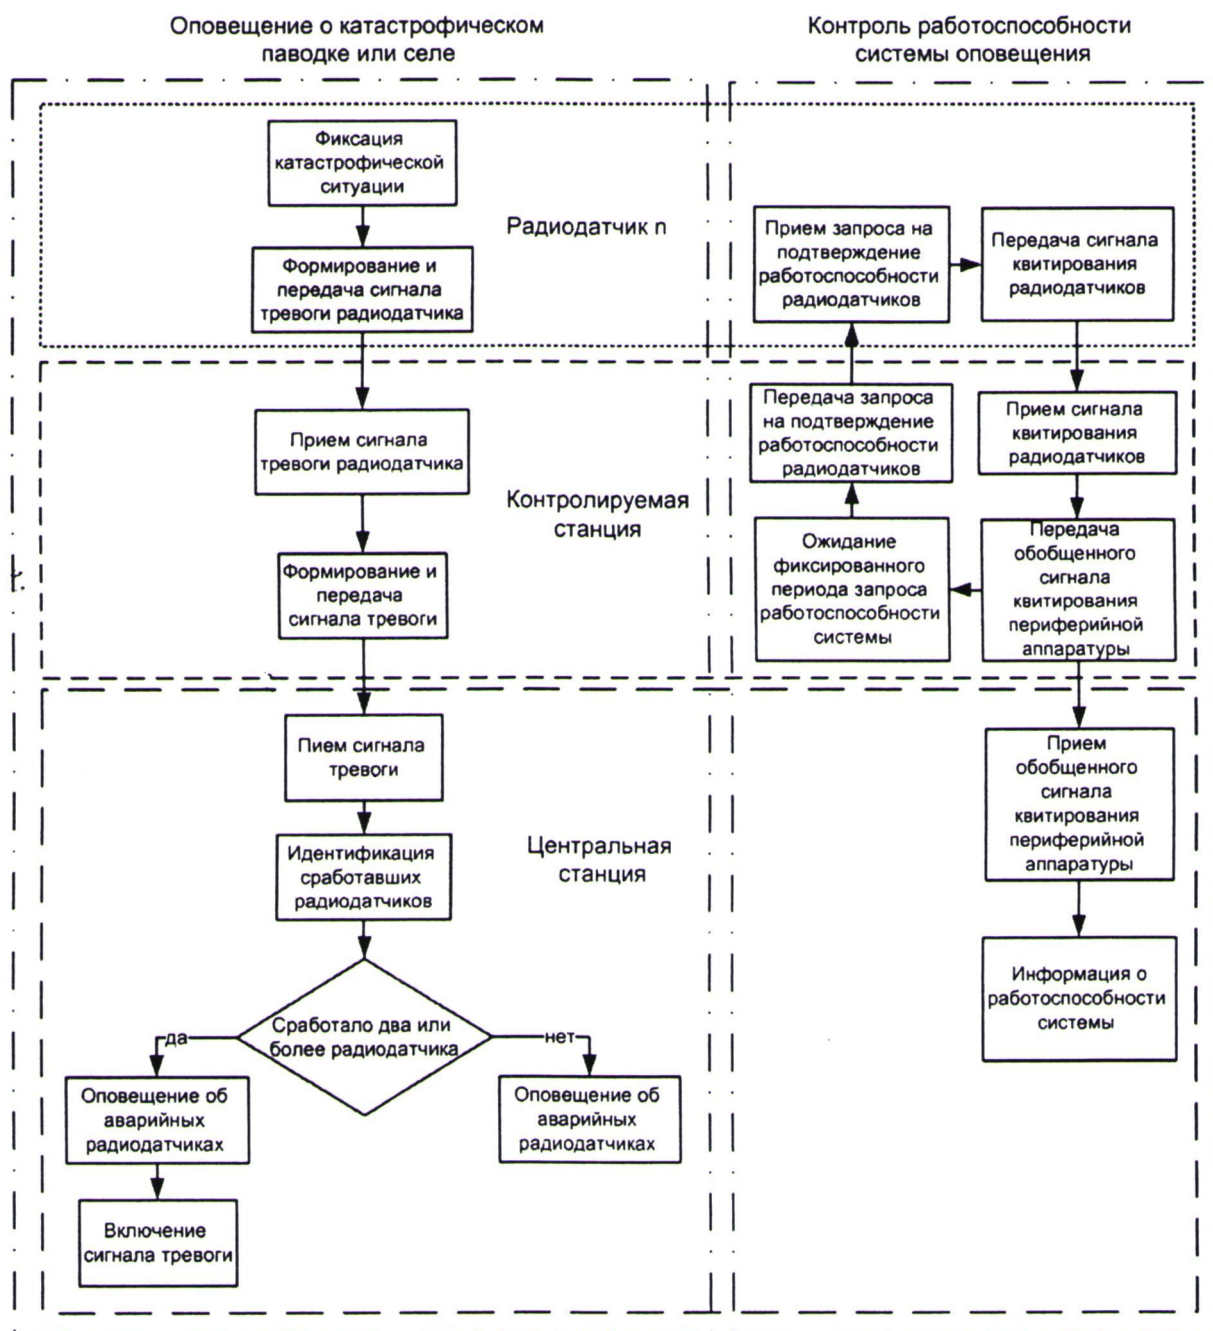 Оповещение о катастрофическом
паводке или селе
Контроль работоспособности
системы оповещения
Фиксация
катастрофической
ситуации
Формирование и
передача сигнала
тревоги радиодатчика
Радиодатчик n
Прием запроса на
подтверждение
работоспособности
радиодатчиков
Передача сигнала
квитирования
радиодатчиков
Прием сигнала
тревоги радиодатчика
Формирование и
передача
сигнала тревоги
Контролируемая
станция
Передача запроса
на подтверждение
работоспособности
радиодатчиков
Прием сигнала
квитирования
радиодатчиков
Ожидание
фиксированного
периода запроса
работоспособности
системы
Передача
обобщенного
сигнала
квитирования
периферийной
аппаратуры
Пием сигнала
тревоги
Идентификация
сработавших
радиодатчиков
Центральная
станция
Прием
обобщенного
сигнала
квитирования
периферийной
аппаратуры
Информация о
работоспособности
системы
Сработало два или
более радиодатчика
да
нет
Оповещение об
аварийных
радиодатчиках
Оповещение об
аварийных
радиодатчиках
Включение
сигнала тревоги